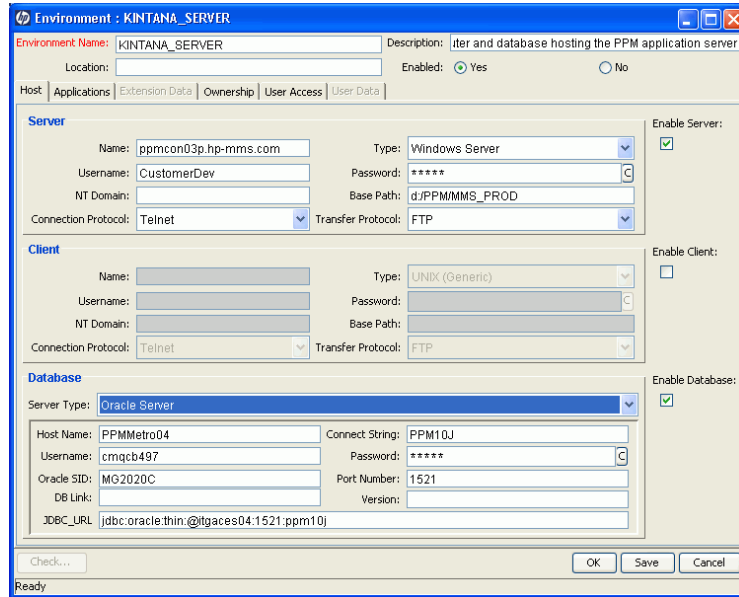 Environment : KINTANA_SERVER
Environment Name: KINTANA_SERVER Description: iter and database hosting the PPM application server
Location: Enabled: Yes No
Host Applications Extension Data Ownership User Access User Data
Server Enable Server:
Name: ppmcon03p.hp-mms.com Type: Windows Server
Username: CustomerDev Password: ***** C
NT Domain: Base Path: d:/PPM/MMS_PROD
Connection Protocol: Telnet Transfer Protocol: FTP
Client Enable Client:
Name: Type: UNIX (Generic)
Username: Password: C
NT Domain: Base Path:
Connection Protocol: Telnet Transfer Protocol: FTP
Database Enable Database:
Server Type: Oracle Server
Host Name: PPMMetro04 Connect String: PPM10J
Username: cmqcb497 Password: ***** C
Oracle SID: MG2020C Port Number: 1521
DB Link: Version:
JDBC_URL jdbc:oracle:thin:@itgaces04:1521:ppm10j
Check... OK Save Cancel
Ready